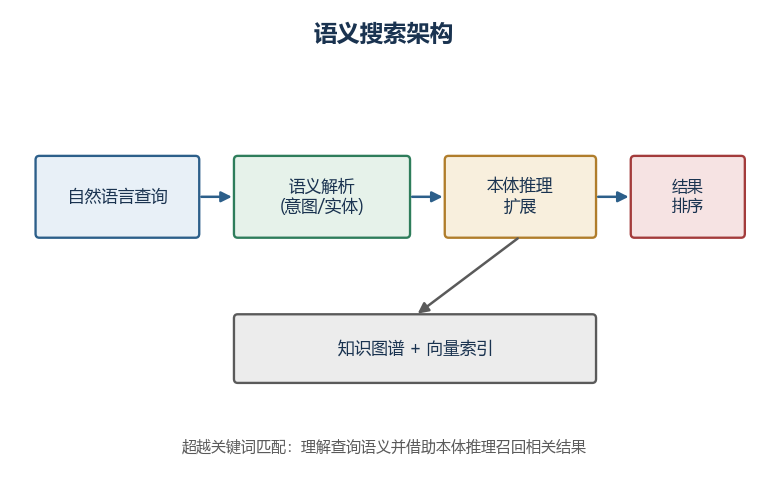 语义搜索架构
自然语言查询
语义解析
(意图/实体)
本体推理
扩展
结果
排序
知识图谱 + 向量索引
超越关键词匹配：理解查询语义并借助本体推理召回相关结果